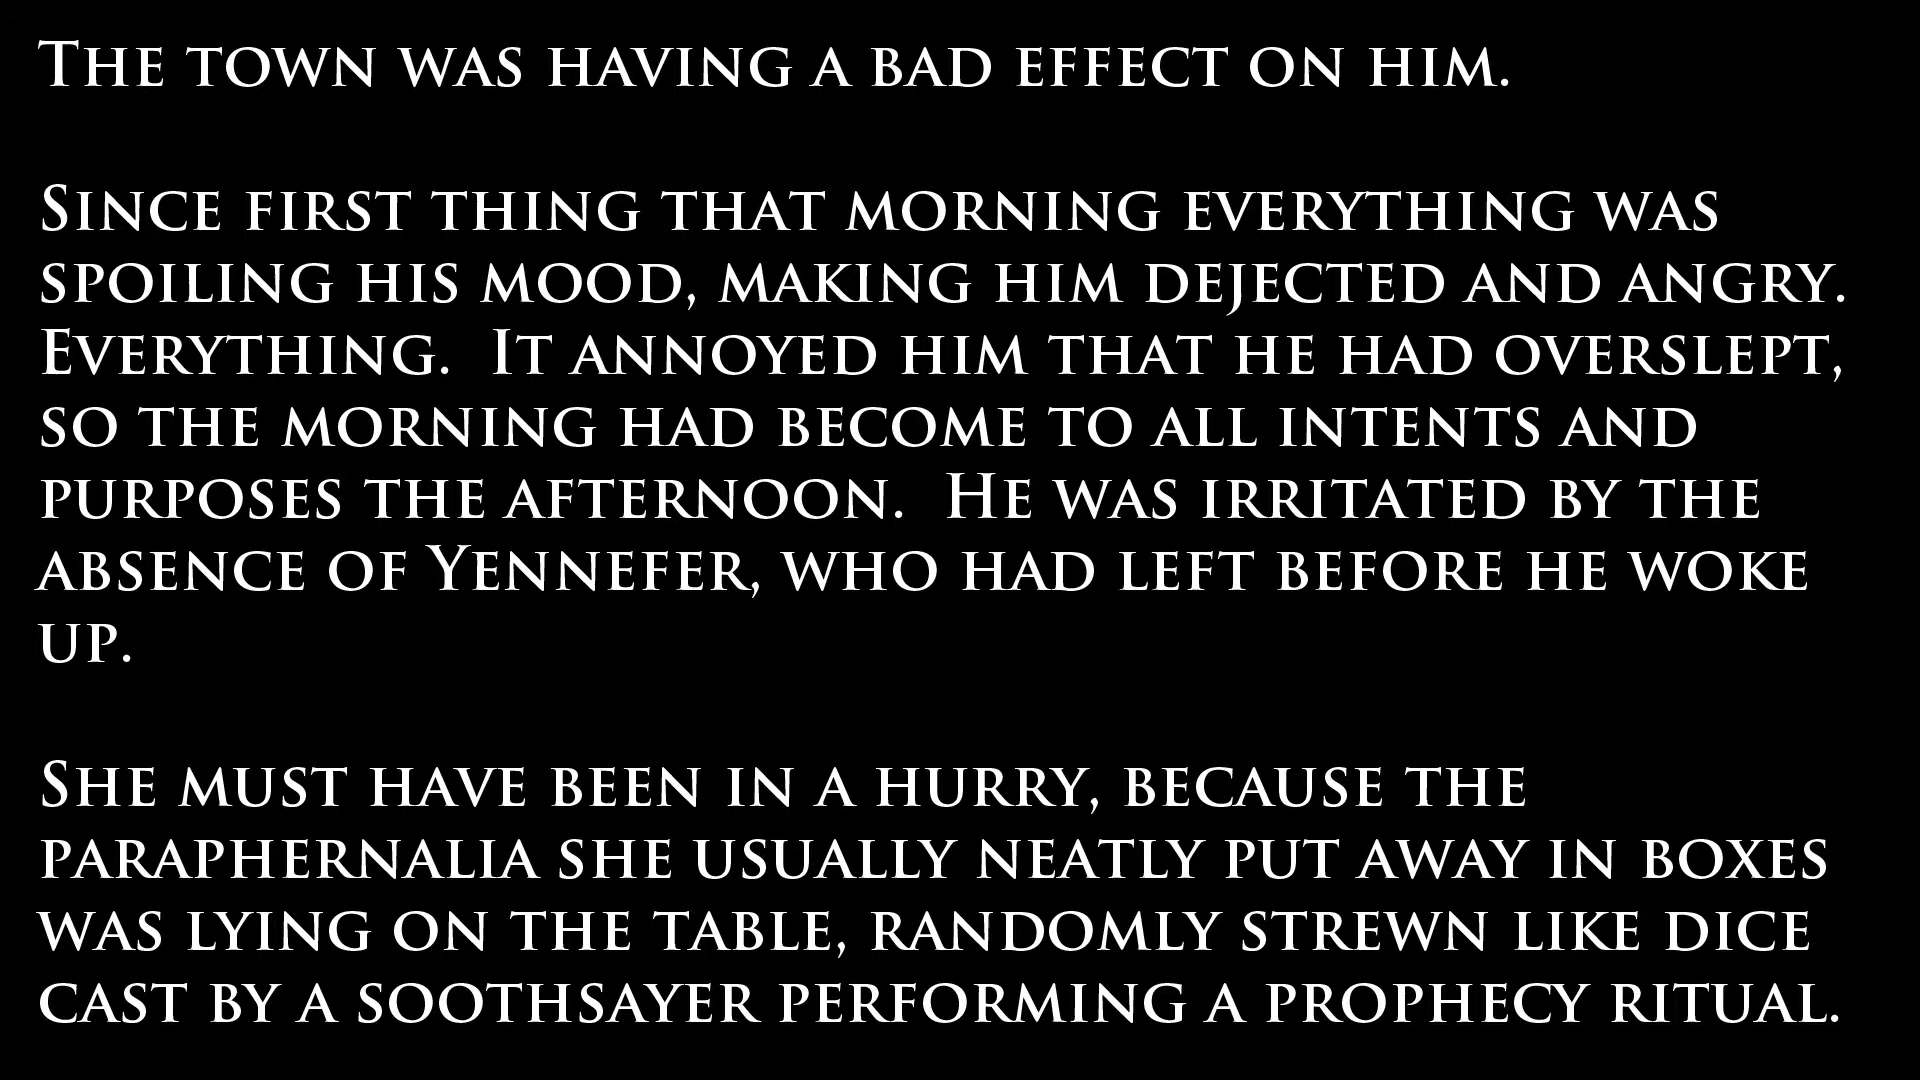 The town was having a bad effect on him.
Since first thing that morning everything was
spoiling his mood, making him dejected and angry.
Everything.  It annoyed him that he had overslept,
so the morning had become to all intents and
purposes the afternoon.  He was irritated by the
absence of Yennefer, who had left before he woke
up.
She must have been in a hurry, because the
paraphernalia she usually neatly put away in boxes
was lying on the table, randomly strewn like dice
cast by a soothsayer performing a prophecy ritual.